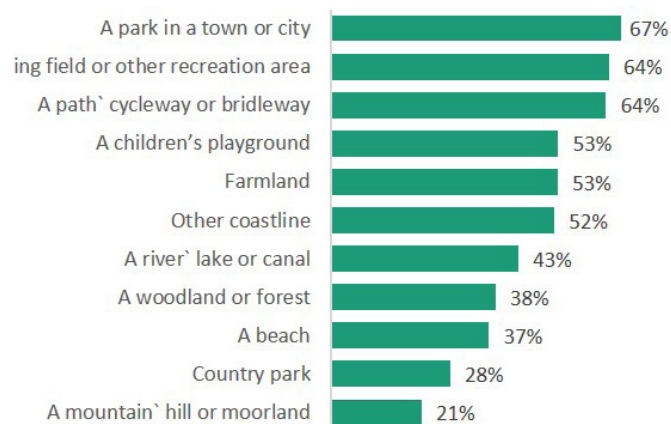 A park in a town or city 67%
ing field or other recreation area 64%
A path` cycleway or bridleway 64%
A children’s playground 53%
Farmland 53%
Other coastline 52%
A river` lake or canal 43%
A woodland or forest 38%
A beach 37%
Country park 28%
A mountain` hill or moorland 21%